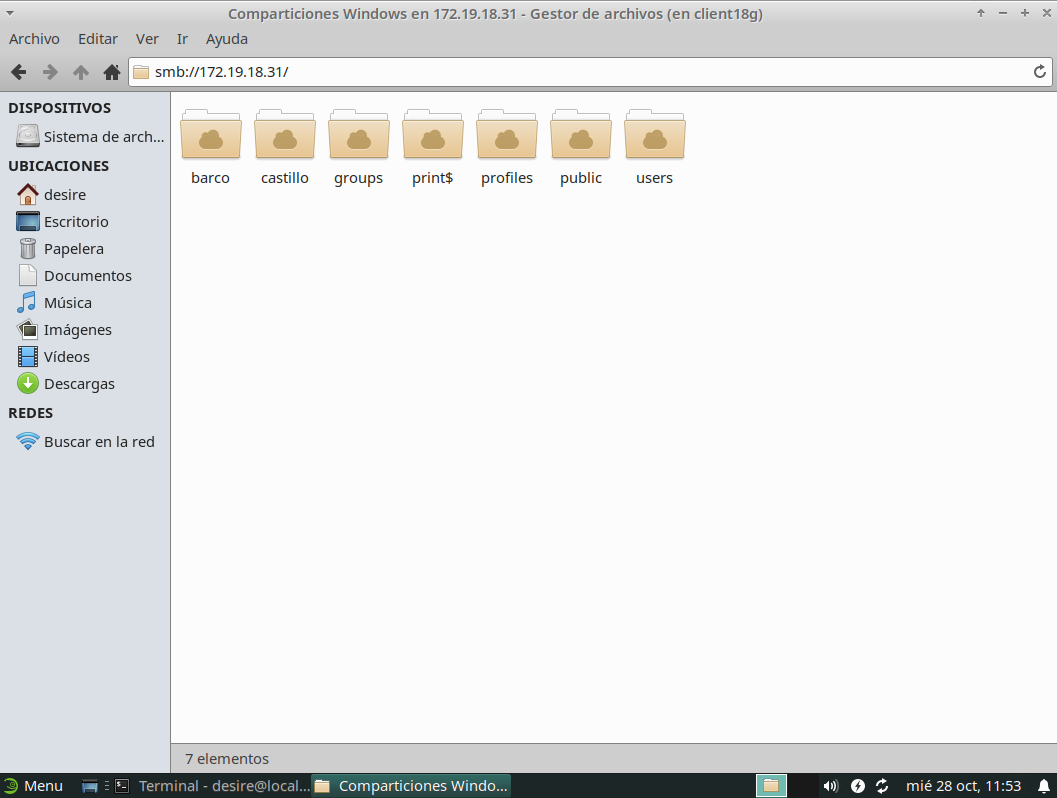 Comparticiones Windows en 172.19.18.31 - Gestor de archivos (en client18g)
Archivo Editar Ver Ir Ayuda
smb://172.19.18.31/
DISPOSITIVOS
Sistema de arch...
UBICACIONES
desire
Escritorio
Papelera
Documentos
Música
Imágenes
Vídeos
Descargas
REDES
Buscar en la red
barco castillo groups print$ profiles public users
7 elementos
Menu Terminal - desire@local... Comparticiones Windo... mié 28 oct, 11:53